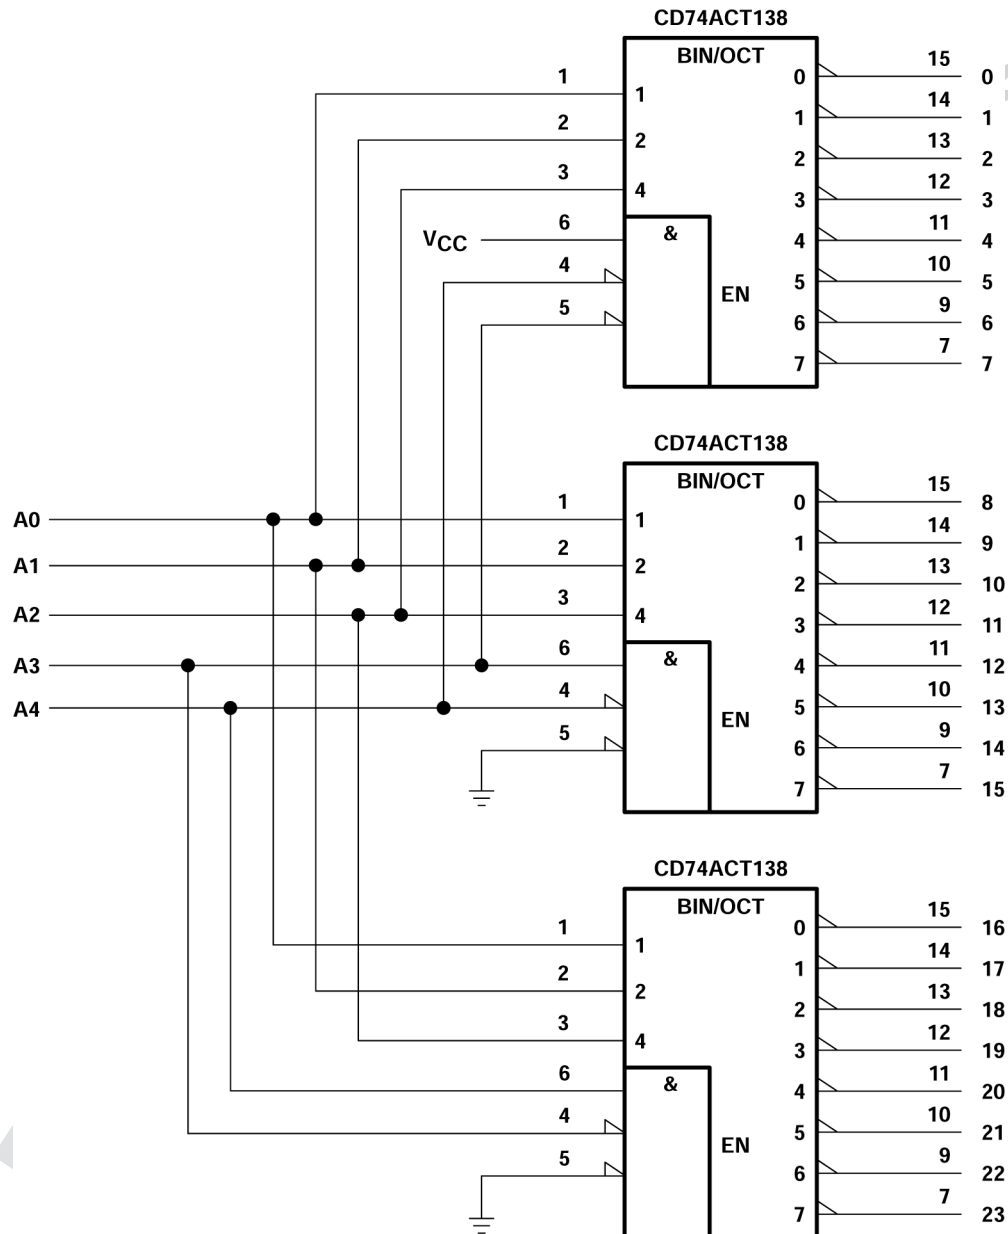 CD74ACT138
BIN/OCT
1 1 0 15 0
2 2 1 14 1
3 4 2 13 2
3 12 3
VCC 6 & 4 11 4
4 EN 5 10 5
5 6 9 6
7 7 7
CD74ACT138
BIN/OCT
A0 1 1 0 15 8
A1 2 2 1 14 9
A2 3 4 2 13 10
3 12 11
A3 6 & 4 11 12
A4 4 EN 5 10 13
5 6 9 14
7 7 15
CD74ACT138
BIN/OCT
1 1 0 15 16
2 2 1 14 17
3 4 2 13 18
3 12 19
6 & 4 11 20
4 EN 5 10 21
5 6 9 22
7 7 23